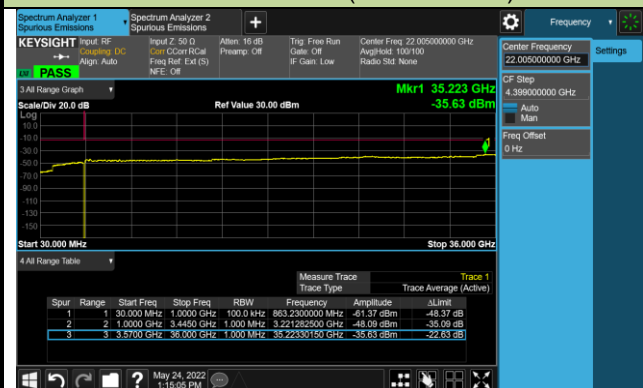 Spectrum Analyzer 1
Spurious Emissions
Spectrum Analyzer 2
Spurious Emissions
Frequency
KEYSIGHT
Input: RF
Coupling: DC
Align: Auto
Input Z: 50 Ω
Corr CCorr RCal
Freq Ref: Ext (S)
NFE: Off
Atten: 16 dB
Preamp: Off
Trig: Free Run
Gate: Off
IF Gain: Low
Center Freq: 22.005000000 GHz
Avg|Hold: 100/100
Radio Std: None
PASS
Center Frequency
22.005000000 GHz
Settings
CF Step
4.399000000 GHz
Auto
Man
Freq Offset
0 Hz
3 All Range Graph
Mkr1 35.223 GHz
Scale/Div 20.0 dB
Ref Value 30.00 dBm
-35.63 dBm
Log
10.0
-10.0
-30.0
-50.0
-70.0
-90.0
-110
-130
-150
Start 30.000 MHz
Stop 36.000 GHz
4 All Range Table
Measure Trace Trace 1
Trace Type Trace Average (Active)
Spur Range Start Freq Stop Freq RBW Frequency Amplitude ΔLimit
1 1 30.000 MHz 1.0000 GHz 100.0 kHz 863.2300000 MHz -61.37 dBm -48.37 dB
2 2 1.0000 GHz 3.4450 GHz 1.000 MHz 3.221282500 GHz -48.09 dBm -35.09 dB
3 3 3.5700 GHz 36.000 GHz 1.000 MHz 35.22330150 GHz -35.63 dBm -22.63 dB
May 24, 2022
1:15:05 PM